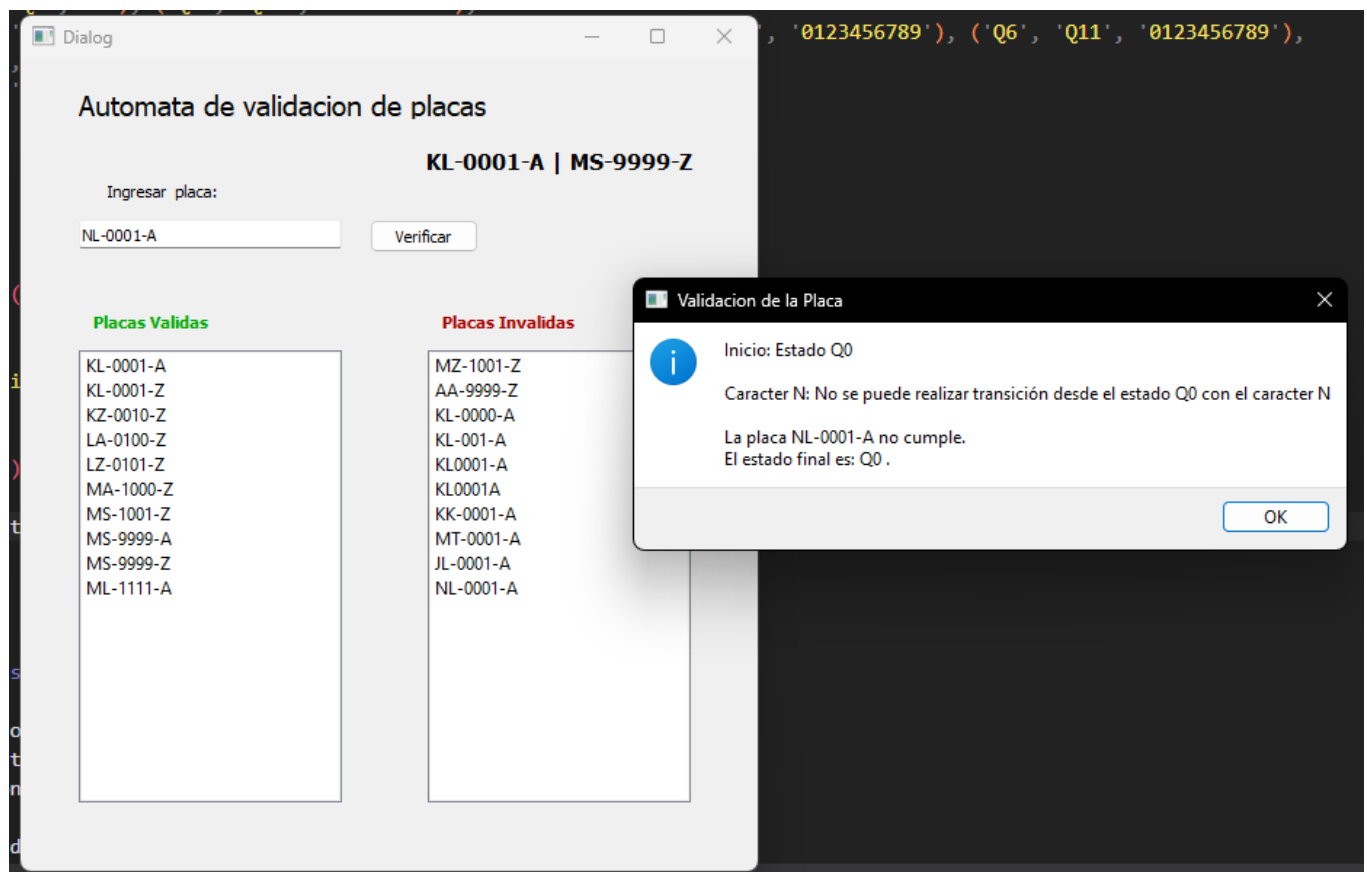 Dialog
', '0123456789'), ('Q6', 'Q11', '0123456789'),
Automata de validacion de placas
KL-0001-A | MS-9999-Z
Ingresar placa:
NL-0001-A
Verificar
Placas Validas
KL-0001-A
KL-0001-Z
KZ-0010-Z
LA-0100-Z
LZ-0101-Z
MA-1000-Z
MS-1001-Z
MS-9999-A
MS-9999-Z
ML-1111-A
Placas Invalidas
MZ-1001-Z
AA-9999-Z
KL-0000-A
KL-001-A
KL0001-A
KL0001A
KK-0001-A
MT-0001-A
JL-0001-A
NL-0001-A
Validacion de la Placa
Inicio: Estado Q0
Caracter N: No se puede realizar transición desde el estado Q0 con el caracter N
La placa NL-0001-A no cumple.
El estado final es: Q0 .
OK